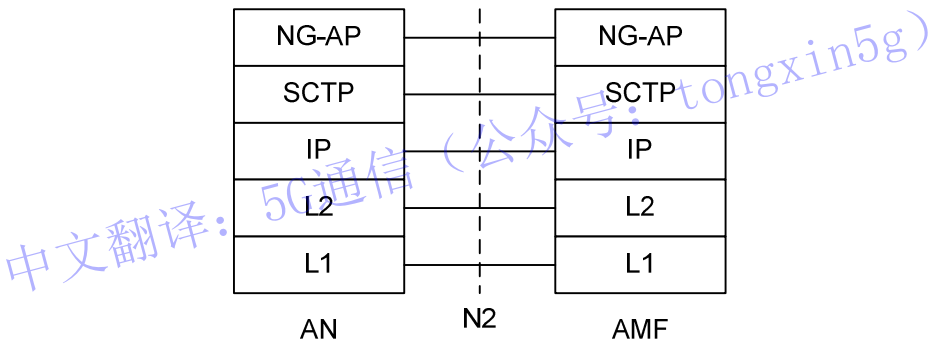 NG-AP NG-AP
SCTP SCTP
IP IP
L2 L2
L1 L1
AN N2 AMF
中文翻译：5G通信（公众号：tongxin5g）